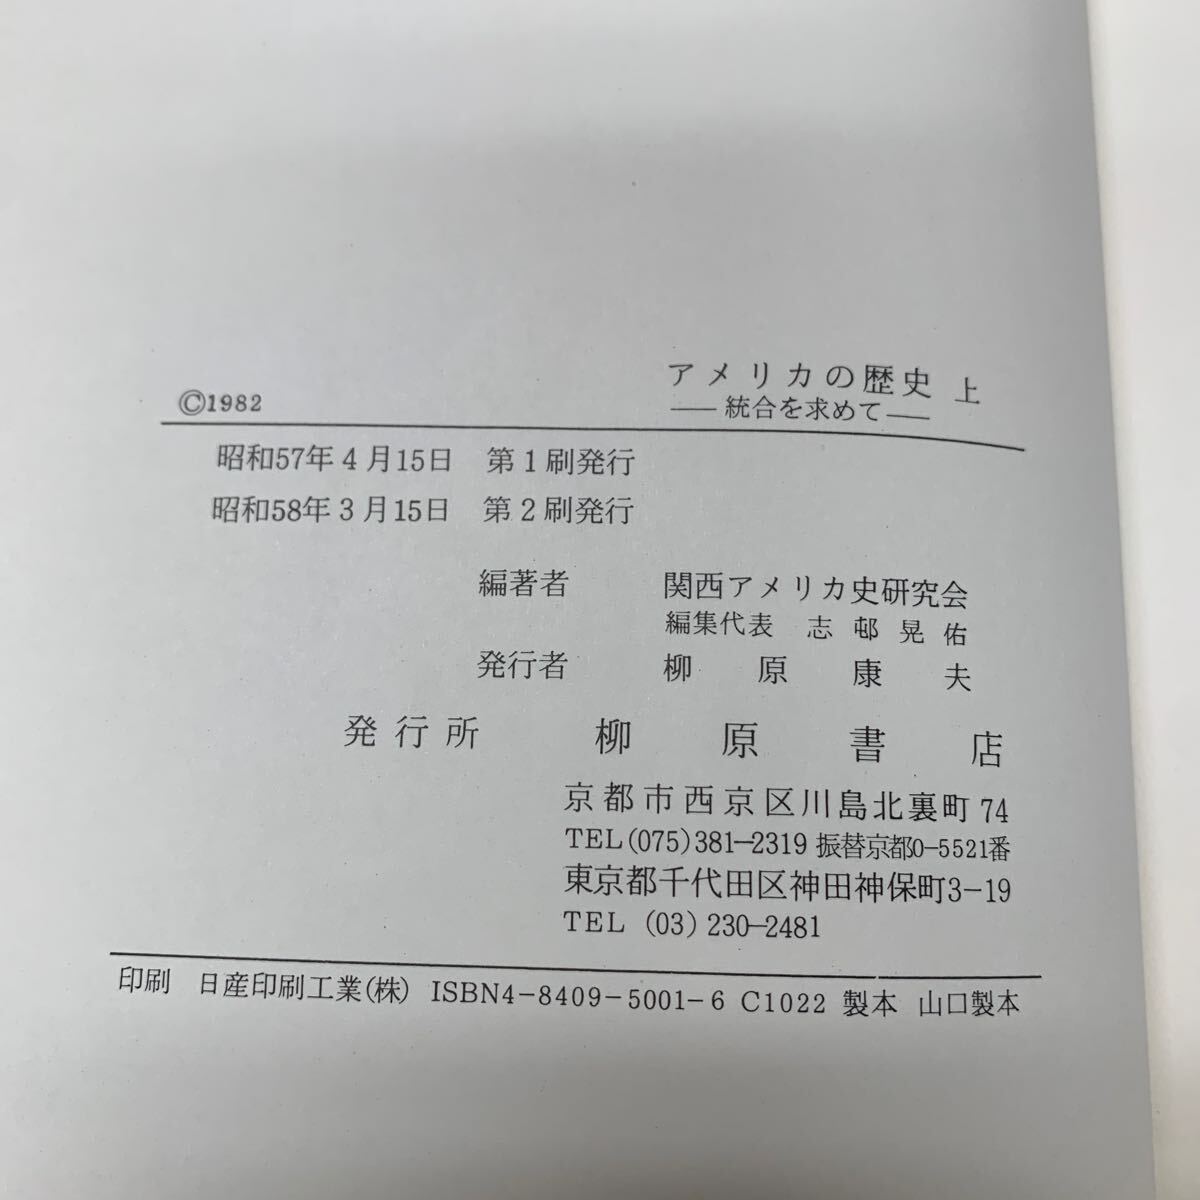 アメリカの歴史 上
©1982 ――統合を求めて――
昭和57年4月15日 第1刷発行
昭和58年3月15日 第2刷発行
編著者 関西アメリカ史研究会
編集代表 志邨晃佑
発行者 柳原康夫
発行所 柳原書店
京都市西京区川島北裏町74
TEL(075)381-2319 振替京都0-5521番
東京都千代田区神田神保町3-19
TEL (03) 230-2481
印刷 日産印刷工業(株) ISBN4-8409-5001-6 C1022 製本 山口製本